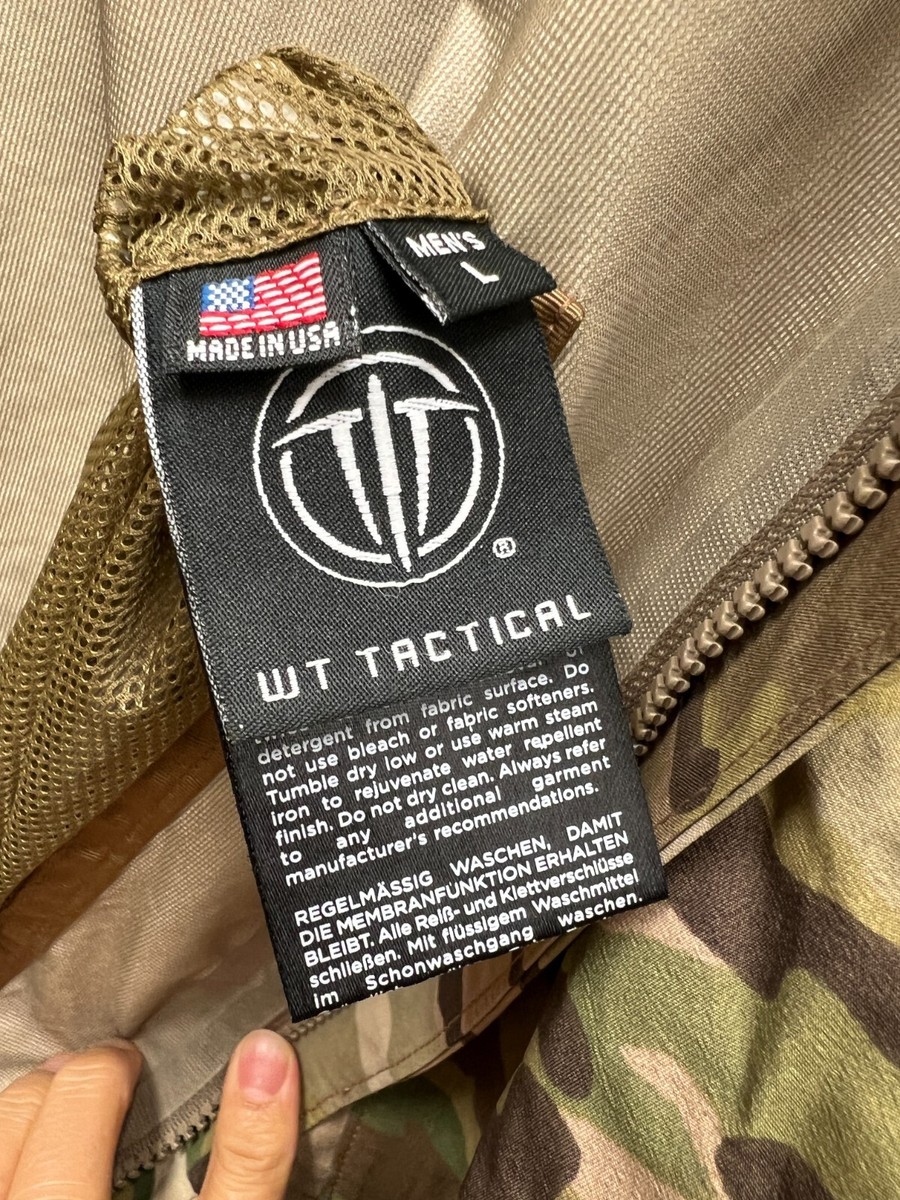 MEN'S
L
MADE IN USA
®
WT TACTICAL
detergent from fabric surface. Do
not use bleach or fabric softeners.
Tumble dry low or use warm steam
iron to rejuvenate water repellent
finish. Do not dry clean. Always refer
to any additional garment
manufacturer's recommendations.
REGELMÄSSIG WASCHEN, DAMIT
DIE MEMBRANFUNKTION ERHALTEN
BLEIBT. Alle Reiß- und Klettverschlüsse
schließen. Mit flüssigem Waschmittel
im Schonwaschgang waschen.